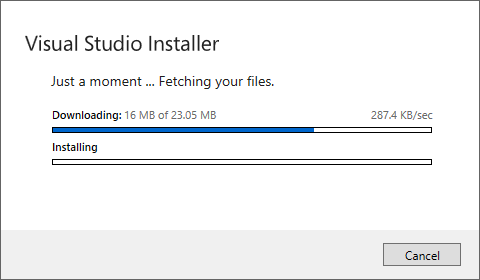 Visual Studio Installer
Just a moment ... Fetching your files.
Downloading: 16 MB of 23.05 MB 287.4 KB/sec
Installing
Cancel